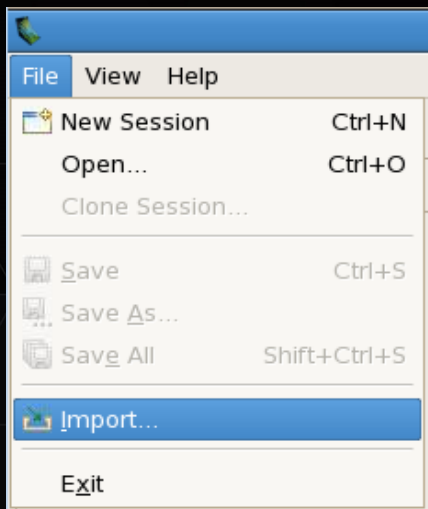 File View Help
New Session Ctrl+N
Open... Ctrl+O
Clone Session...
Save Ctrl+S
Save As...
Save All Shift+Ctrl+S
Import...
Exit